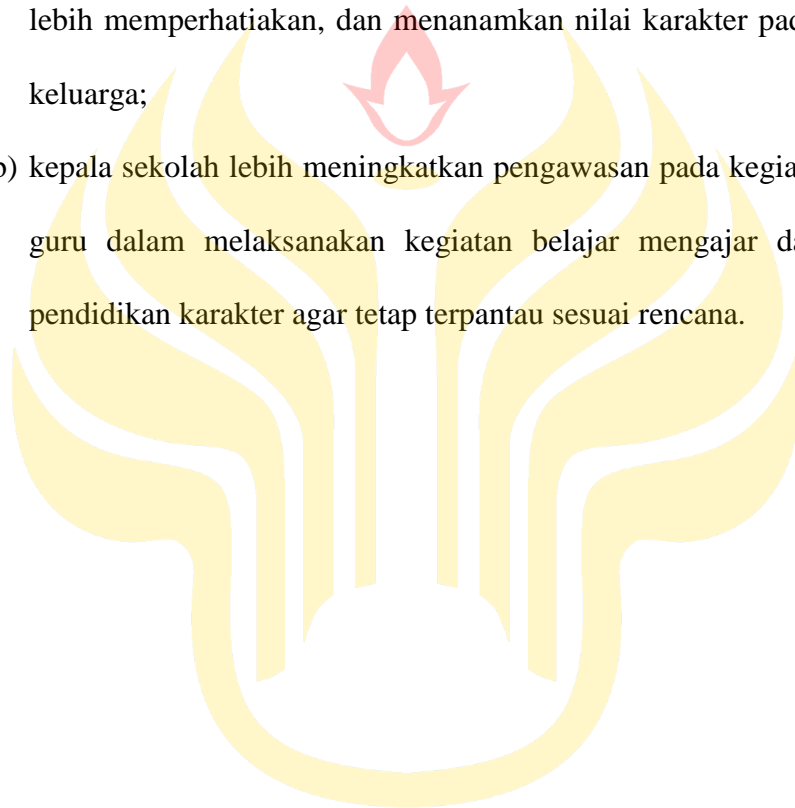 lebih memperhatiakan, dan menanamkan nilai karakter pad
keluarga;
b) kepala sekolah lebih meningkatkan pengawasan pada kegia
guru dalam melaksanakan kegiatan belajar mengajar da
pendidikan karakter agar tetap terpantau sesuai rencana.